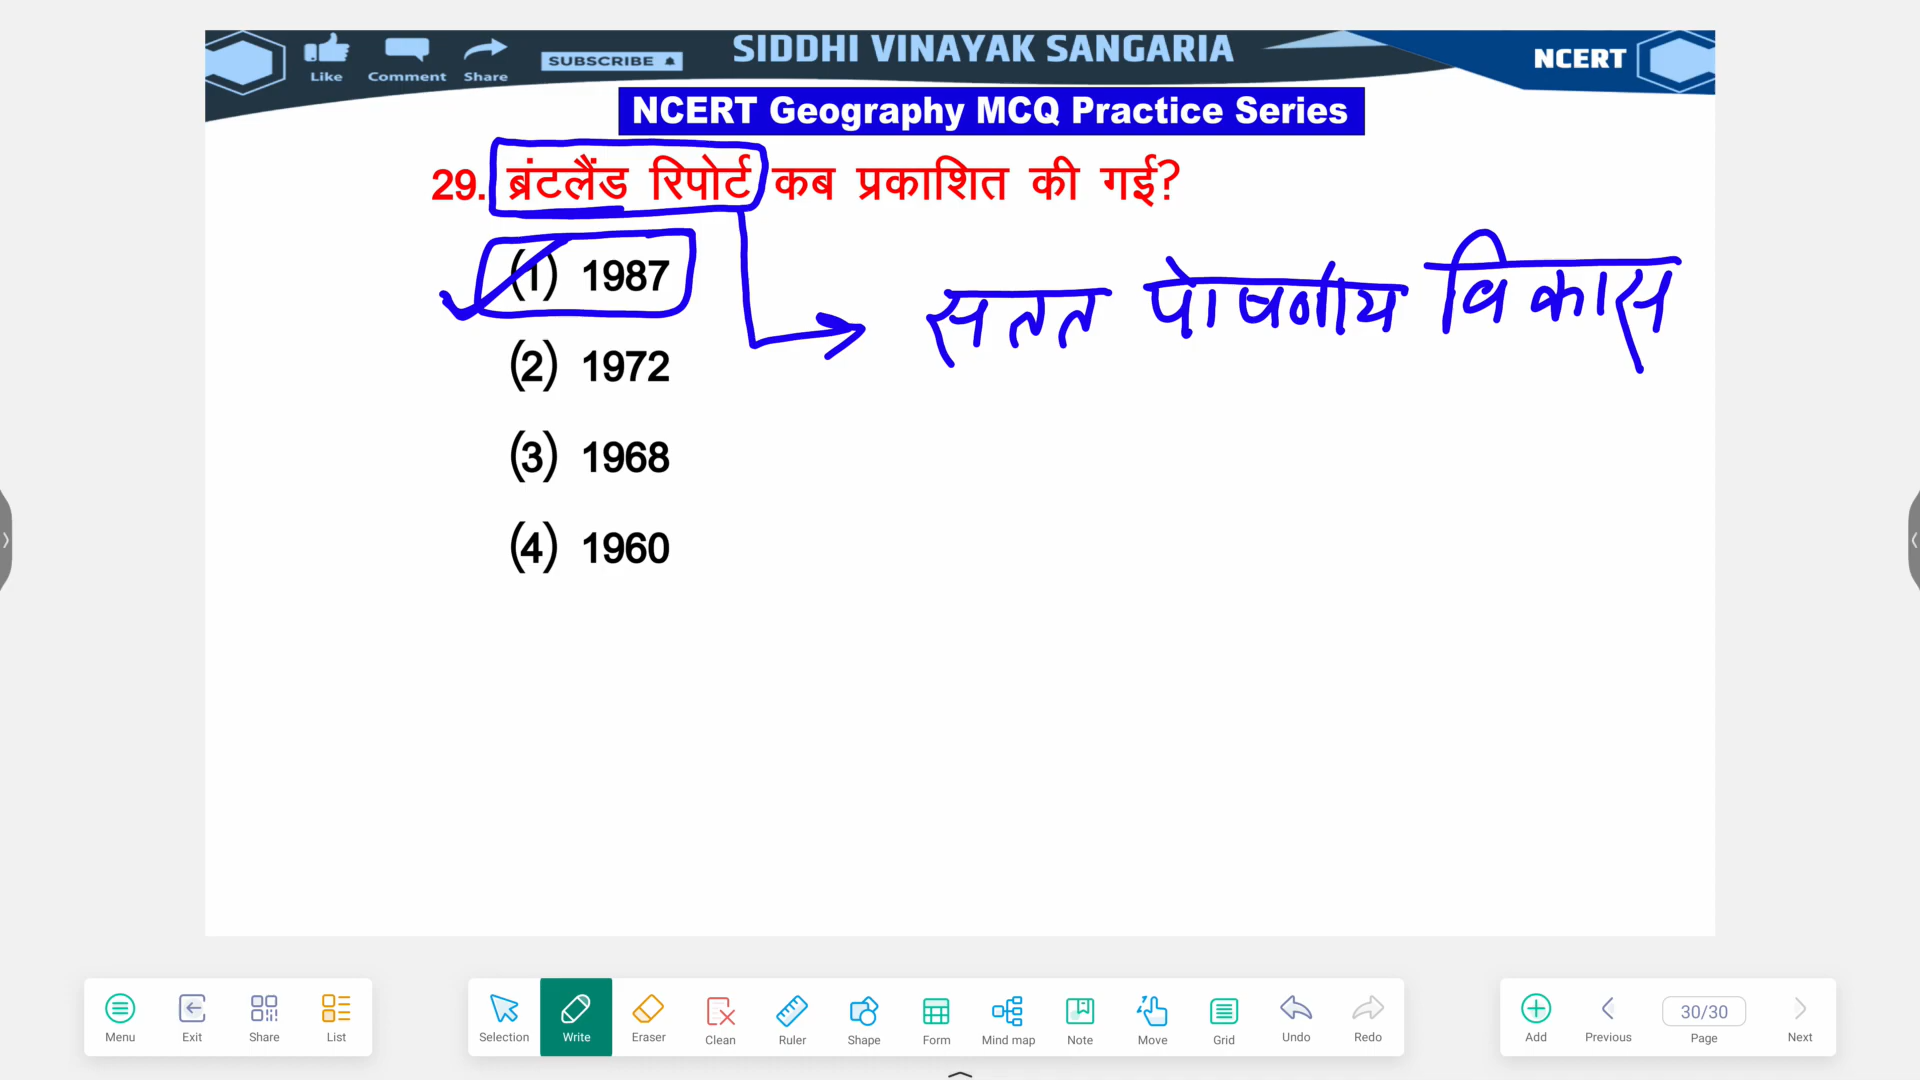 SIDDHI VINAYAK SANGARIA
NCERT
Like Comment Share
SUBSCRIBE
NCERT Geography MCQ Practice Series
29. ब्रंटलैंड रिपोर्ट कब प्रकाशित की गई?
(1) 1987
सतत पोषणीय विकास
(2) 1972
(3) 1968
(4) 1960
Menu Exit Share List
Selection Write Eraser Clean Ruler Shape Form Mind map Note Move Grid Undo Redo
Add Previous 30/30 Page Next